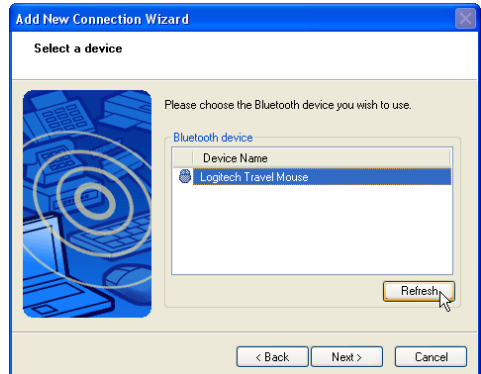 Add New Connection Wizard
Select a device
Please choose the Bluetooth device you wish to use.
Bluetooth device
Device Name
Logitech Travel Mouse
Refresh
< Back
Next >
Cancel